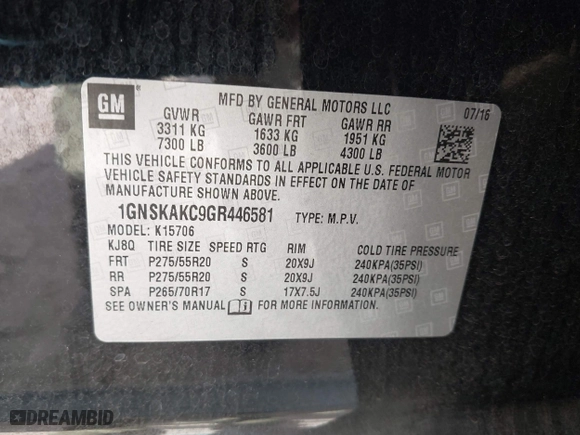 GM
MFD BY GENERAL MOTORS LLC
07/16
GVWR GAWR FRT GAWR RR
3311 KG 1633 KG 1951 KG
7300 LB 3600 LB 4300 LB
THIS VEHICLE CONFORMS TO ALL APPLICABLE U.S. FEDERAL MOTOR
VEHICLE SAFETY STANDARDS IN EFFECT ON THE DATE OF
MANUFACTURE SHOWN ABOVE.
1GNSKAKC9GR446581 TYPE: M.P.V.
MODEL: K15706
KJ8Q TIRE SIZE SPEED RTG RIM COLD TIRE PRESSURE
FRT P275/55R20 S 20X9J 240KPA(35PSI)
RR P275/55R20 S 20X9J 240KPA(35PSI)
SPA P265/70R17 S 17X7.5J 240KPA(35PSI)
SEE OWNER'S MANUAL FOR MORE INFORMATION.
DREAMBID